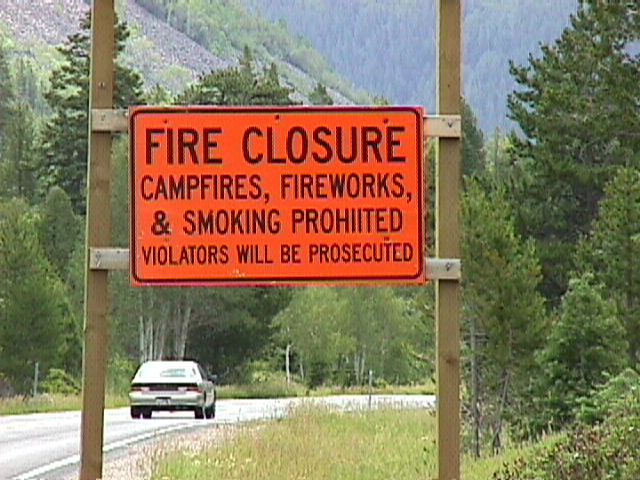 FIRE CLOSURE
CAMPFIRES, FIREWORKS,
& SMOKING PROHIITED
VIOLATORS WILL BE PROSECUTED